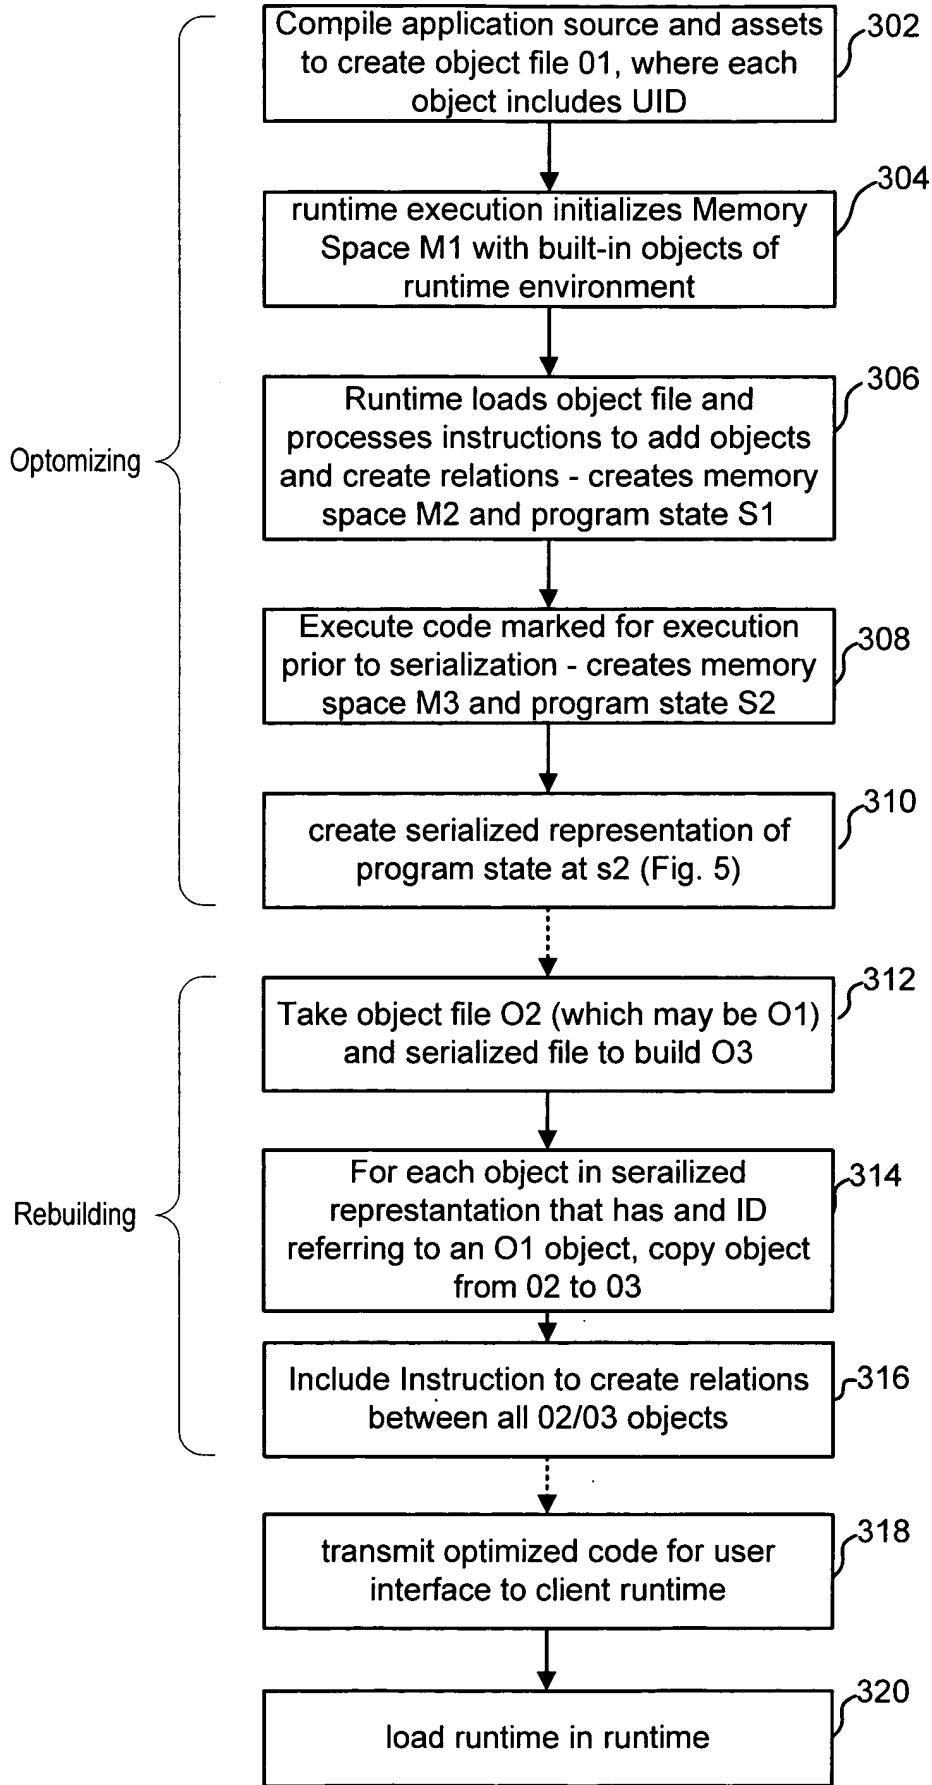 Compile application source and assets
to create object file 01, where each
object includes UID
302
runtime execution initializes Memory
Space M1 with built-in objects of
runtime environment
304
Runtime loads object file and
processes instructions to add objects
and create relations - creates memory
space M2 and program state S1
306
Optomizing
Execute code marked for execution
prior to serialization - creates memory
space M3 and program state S2
308
create serialized representation of
program state at s2 (Fig. 5)
310
Take object file O2 (which may be O1)
and serialized file to build O3
312
For each object in serailized
represtantation that has and ID
referring to an O1 object, copy object
from 02 to 03
314
Rebuilding
Include Instruction to create relations
between all 02/03 objects
316
transmit optimized code for user
interface to client runtime
318
load runtime in runtime
320